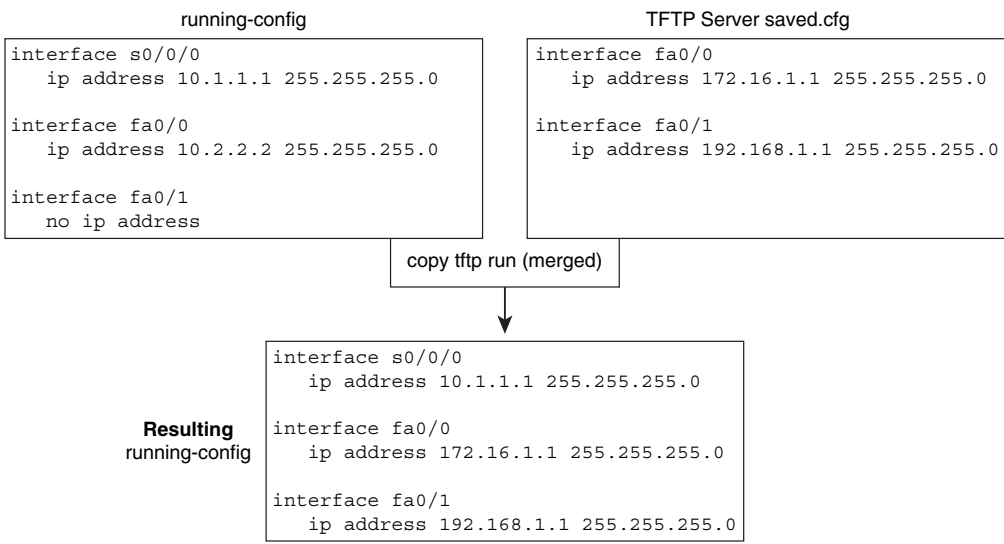 running-config
interface s0/0/0
ip address 10.1.1.1 255.255.255.0
interface fa0/0
ip address 10.2.2.2 255.255.255.0
interface fa0/1
no ip address
TFTP Server saved.cfg
interface fa0/0
ip address 172.16.1.1 255.255.255.0
interface fa0/1
ip address 192.168.1.1 255.255.255.0
copy tftp run (merged)
Resulting
running-config
interface s0/0/0
ip address 10.1.1.1 255.255.255.0
interface fa0/0
ip address 172.16.1.1 255.255.255.0
interface fa0/1
ip address 192.168.1.1 255.255.255.0